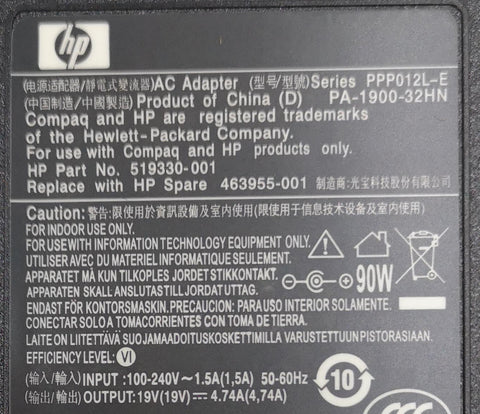 hp
(电源适配器/靜電式變流器)AC Adapter (型号/型號)Series PPP012L-E
(中国制造/中國製造)Product of China (D) PA-1900-32HN
Compaq and HP are registered trademarks
of the Hewlett-Packard Company.
For use with Compaq and HP products only.
HP Part No. 519330-001
Replace with HP Spare 463955-001 制造商:光宝科技股份有限公司
Caution: 警告:限使用於資訊設備及室内使用(限使用于信息技术设备及室
FOR INDOOR USE ONLY.
FOR USE WITH INFORMATION TECHNOLOGY EQUIPMENT ONLY.
UTILISER AVEC DU MATERIEL INFORMATIQUE SEULEMENT.
APPARATET MÅ KUN TILKOPLES JORDET STIKKONTAKT.
APPARATEN SKALL ANSLUTAS TILL JORDAT UTTAG.
90W
ENDAST FÖR KONTORSMASKIN.PRECAUCION: PARA USO INTERIOR SOLAMENTE.
CONECTAR SOLO A TOMACORRIENTES CON TOMA DE TIERRA.
LAITE ON LIITETTÄVÄ SUOJAMAADOITUSKOSKETTIMILLA VARUSTETTUUN PISTORASIAAN.
EFFICIENCY LEVEL: VI
(输入/輸入) INPUT :100-240V~1.5A(1,5A) 50-60Hz
(输出/輸出) OUTPUT: 19V(19V) ⎓ 4.74A(4,74A)
10
CCC